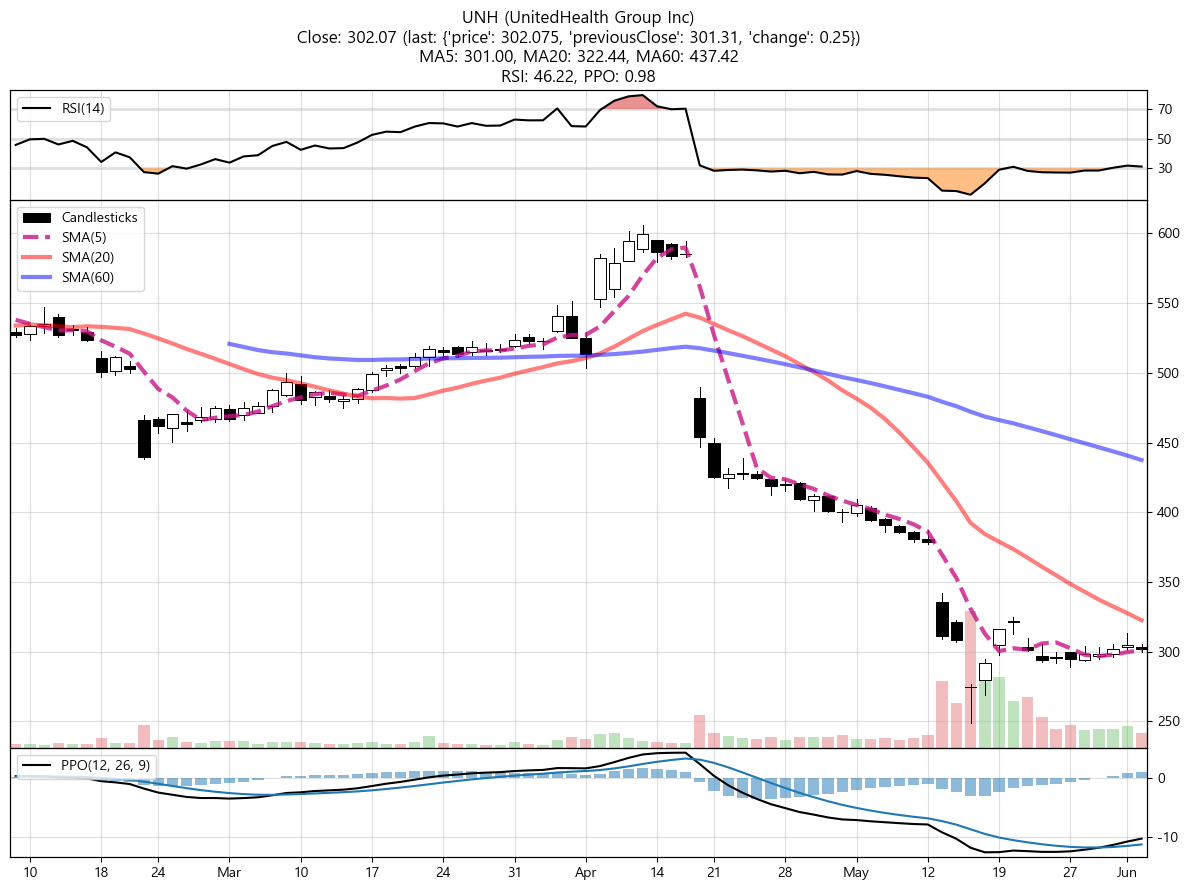 UNH (UnitedHealth Group Inc)
Close: 302.07 (last: {'price': 302.075, 'previousClose': 301.31, 'change': 0.25})
MA5: 301.00, MA20: 322.44, MA60: 437.42
RSI: 46.22, PPO: 0.98
RSI(14)
70
50
30
Candlesticks
SMA(5)
SMA(20)
SMA(60)
600
550
500
450
400
350
300
250
PPO(12, 26, 9)
0
-10
10 18 24 Mar 10 17 24 31 Apr 14 21 28 May 12 19 27 Jun